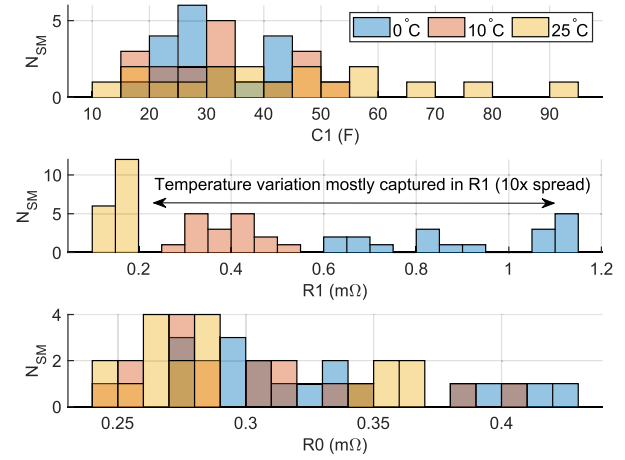 5
0
N_SM
0°C 10°C 25°C
10 20 30 40 50 60 70 80 90
C1 (F)
10
5
0
N_SM
Temperature variation mostly captured in R1 (10x spread)
0.2 0.4 0.6 0.8 1 1.2
R1 (mΩ)
4
2
0
N_SM
0.25 0.3 0.35 0.4
R0 (mΩ)